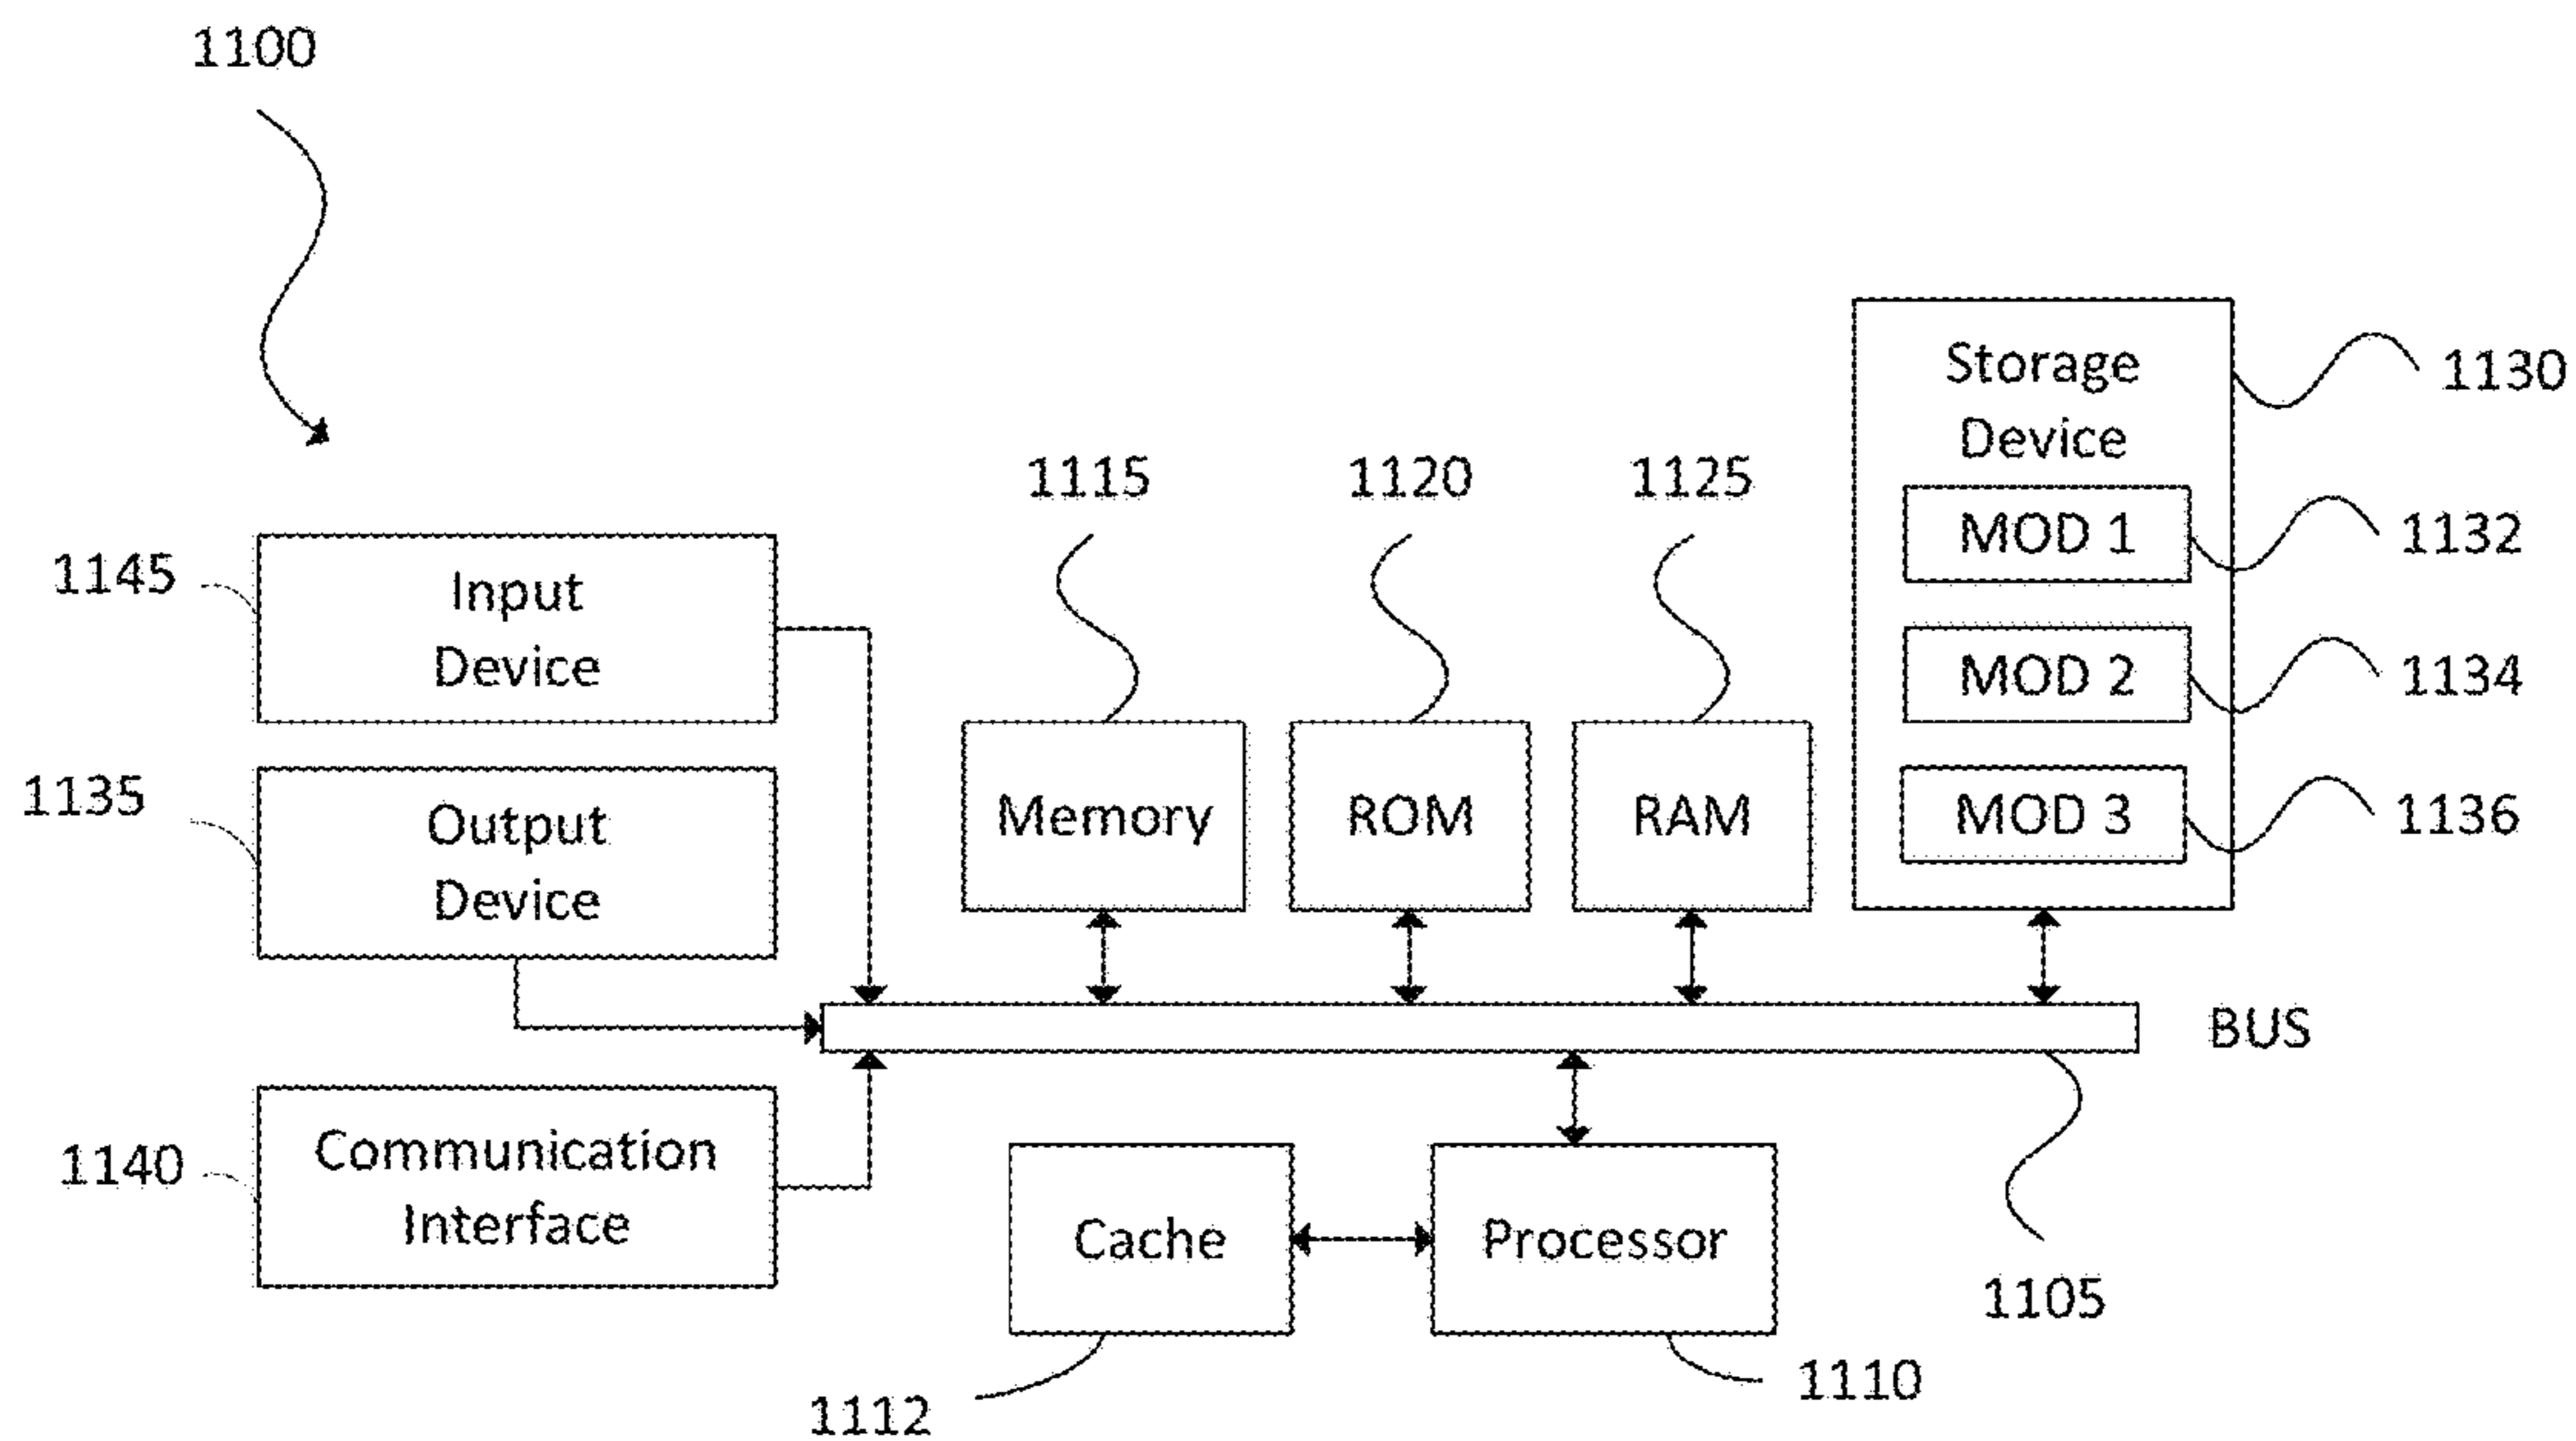 1100
Storage
Device
1130
1115
1120
1125
MOD 1
1132
1145
Input
Device
MOD 2
1134
1135
Output
Device
Memory
ROM
RAM
MOD 3
1136
BUS
1140
Communication
Interface
Cache
Processor
1105
1112
1110